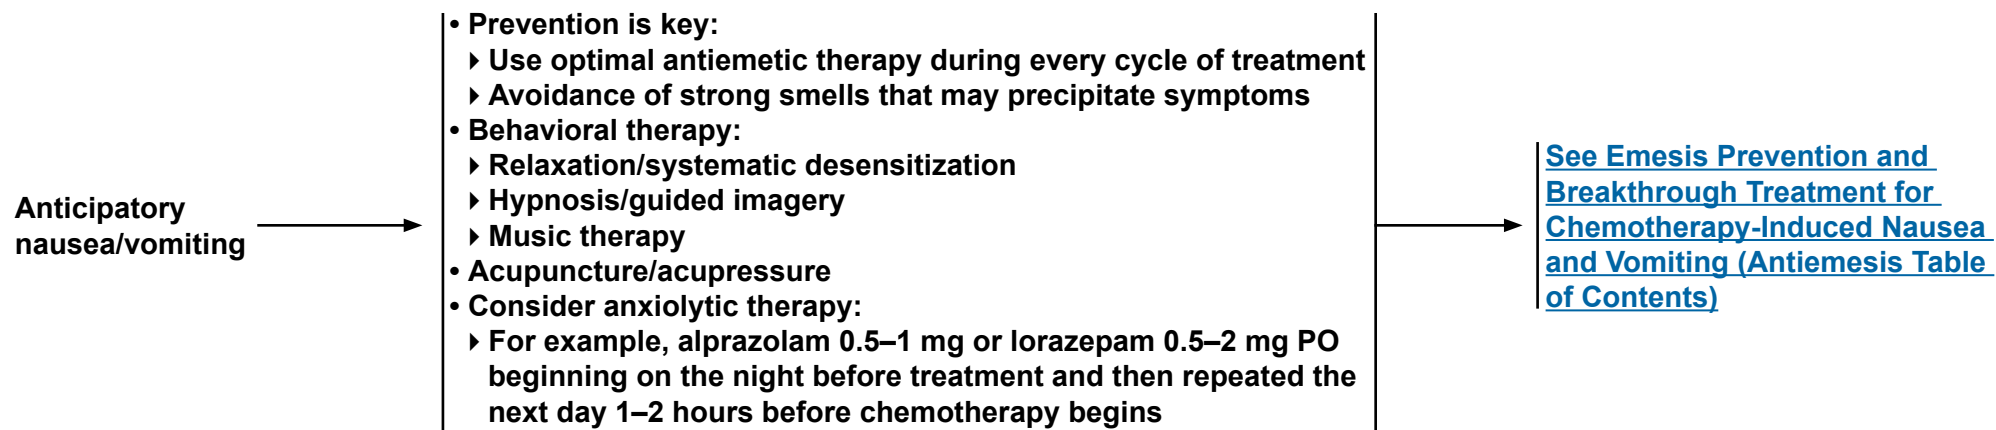 Anticipatory
nausea/vomiting
• Prevention is key:
▸ Use optimal antiemetic therapy during every cycle of treatment
▸ Avoidance of strong smells that may precipitate symptoms
• Behavioral therapy:
▸ Relaxation/systematic desensitization
▸ Hypnosis/guided imagery
▸ Music therapy
• Acupuncture/acupressure
• Consider anxiolytic therapy:
▸ For example, alprazolam 0.5–1 mg or lorazepam 0.5–2 mg PO
beginning on the night before treatment and then repeated the
next day 1–2 hours before chemotherapy begins
See Emesis Prevention and
Breakthrough Treatment for
Chemotherapy-Induced Nausea
and Vomiting (Antiemesis Table
of Contents)